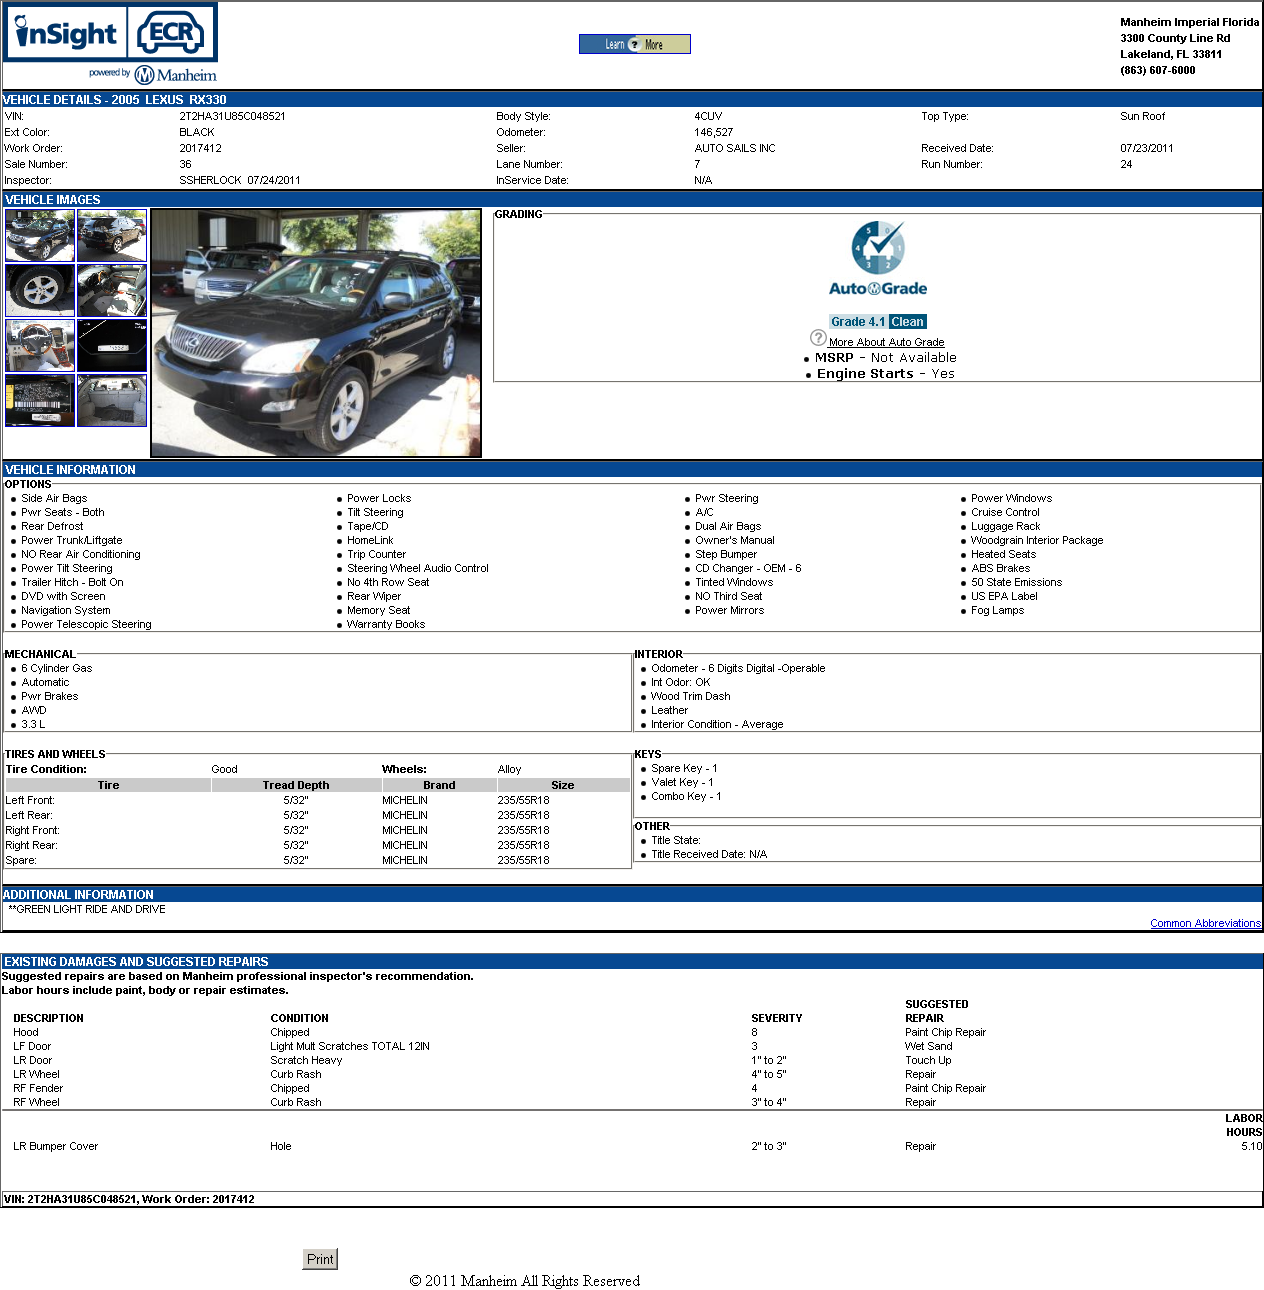 inSight ECR
powered by Manheim
Learn ? More
Manheim Imperial Florida
3300 County Line Rd
Lakeland, FL 33811
(863) 607-6000
VEHICLE DETAILS - 2005 LEXUS RX330
VIN: 2T2HA31U85C048521 Body Style: 4CUV Top Type: Sun Roof
Ext Color: BLACK Odometer: 146,527
Work Order: 2017412 Seller: AUTO SAILS INC Received Date: 07/23/2011
Sale Number: 36 Lane Number: 7 Run Number: 24
Inspector: SSHERLOCK 07/24/2011 InService Date: N/A
VEHICLE IMAGES
GRADING
5 0
4 1
3 2
AutoGrade
Grade 4.1 Clean
? More About Auto Grade
• MSRP - Not Available
• Engine Starts - Yes
VEHICLE INFORMATION
OPTIONS
• Side Air Bags • Power Locks • Pwr Steering • Power Windows
• Pwr Seats - Both • Tilt Steering • A/C • Cruise Control
• Rear Defrost • Tape/CD • Dual Air Bags • Luggage Rack
• Power Trunk/Liftgate • HomeLink • Owner's Manual • Woodgrain Interior Package
• NO Rear Air Conditioning • Trip Counter • Step Bumper • Heated Seats
• Power Tilt Steering • Steering Wheel Audio Control • CD Changer - OEM - 6 • ABS Brakes
• Trailer Hitch - Bolt On • No 4th Row Seat • Tinted Windows • 50 State Emissions
• DVD with Screen • Rear Wiper • NO Third Seat • US EPA Label
• Navigation System • Memory Seat • Power Mirrors • Fog Lamps
• Power Telescopic Steering • Warranty Books
MECHANICAL
• 6 Cylinder Gas
• Automatic
• Pwr Brakes
• AWD
• 3.3 L
INTERIOR
• Odometer - 6 Digits Digital -Operable
• Int Odor: OK
• Wood Trim Dash
• Leather
• Interior Condition - Average
TIRES AND WHEELS
Tire Condition: Good Wheels: Alloy
Tire Tread Depth Brand Size
Left Front: 5/32" MICHELIN 235/55R18
Left Rear: 5/32" MICHELIN 235/55R18
Right Front: 5/32" MICHELIN 235/55R18
Right Rear: 5/32" MICHELIN 235/55R18
Spare: 5/32" MICHELIN 235/55R18
KEYS
• Spare Key - 1
• Valet Key - 1
• Combo Key - 1
OTHER
• Title State:
• Title Received Date: N/A
ADDITIONAL INFORMATION
**GREEN LIGHT RIDE AND DRIVE
Common Abbreviations
EXISTING DAMAGES AND SUGGESTED REPAIRS
Suggested repairs are based on Manheim professional inspector's recommendation.
Labor hours include paint, body or repair estimates.
DESCRIPTION CONDITION SEVERITY SUGGESTED REPAIR
Hood Chipped 8 Paint Chip Repair
LF Door Light Mult Scratches TOTAL 12IN 3 Wet Sand
LR Door Scratch Heavy 1" to 2" Touch Up
LR Wheel Curb Rash 4" to 5" Repair
RF Fender Chipped 4 Paint Chip Repair
RF Wheel Curb Rash 3" to 4" Repair
LABOR HOURS
LR Bumper Cover Hole 2" to 3" Repair 5.10
VIN: 2T2HA31U85C048521, Work Order: 2017412
Print
© 2011 Manheim All Rights Reserved